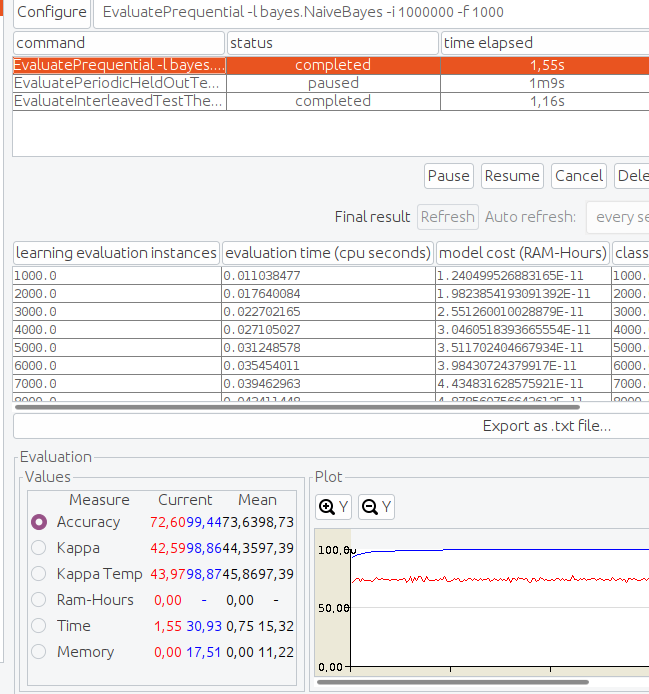 Configure EvaluatePrequential -l bayes.NaiveBayes -i 1000000 -f 1000
command status time elapsed
EvaluatePrequential -l bayes.... completed 1,55s
EvaluatePeriodicHeldOutTe... paused 1m9s
EvaluateInterleavedTestThe... completed 1,16s
Pause Resume Cancel Dele
Final result Refresh Auto refresh: every se
learning evaluation instances evaluation time (cpu seconds) model cost (RAM-Hours) class
1000.0 0.011038477 1.240499526883165E-11 1000.
2000.0 0.017640084 1.9823854193091392E-11 2000.
3000.0 0.022702165 2.551260010028879E-11 3000.
4000.0 0.027105027 3.0460518393665554E-11 4000.
5000.0 0.031248578 3.511702404667934E-11 5000.
6000.0 0.035454011 3.98430724379917E-11 6000.
7000.0 0.039462963 4.434831628575921E-11 7000.
Export as .txt file...
Evaluation
Values Plot
Measure Current Mean
Y Y
Accuracy 72,60 99,44 73,63 98,73
Kappa 42,59 98,86 44,35 97,39
Kappa Temp 43,97 98,87 45,86 97,39
Ram-Hours 0,00 - 0,00 -
Time 1,55 30,93 0,75 15,32
Memory 0,00 17,51 0,00 11,22
100,00
50,00
0,00